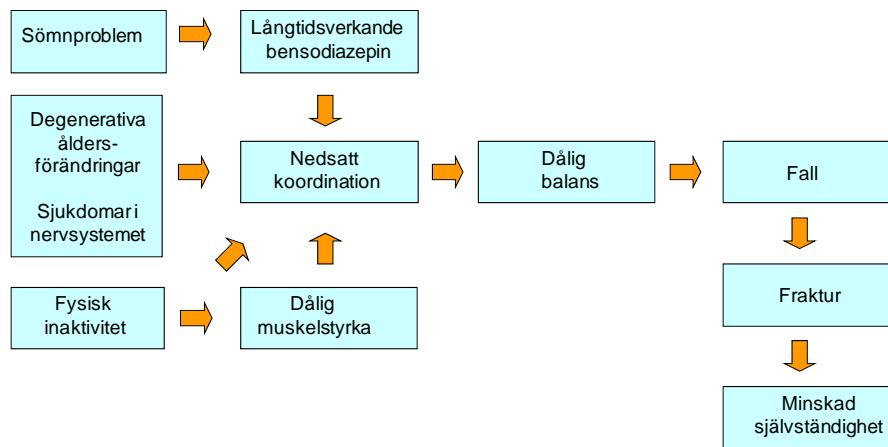 Sömnproblem
Långtidsverkande
bensodiazepin
Degenerativa
ålders-
förändringar
Sjukdomar i
nervsystemet
Nedsatt
koordination
Dålig
balans
Fall
Fysisk
inaktivitet
Dålig
muskelstyrka
Fraktur
Minskad
självständighet